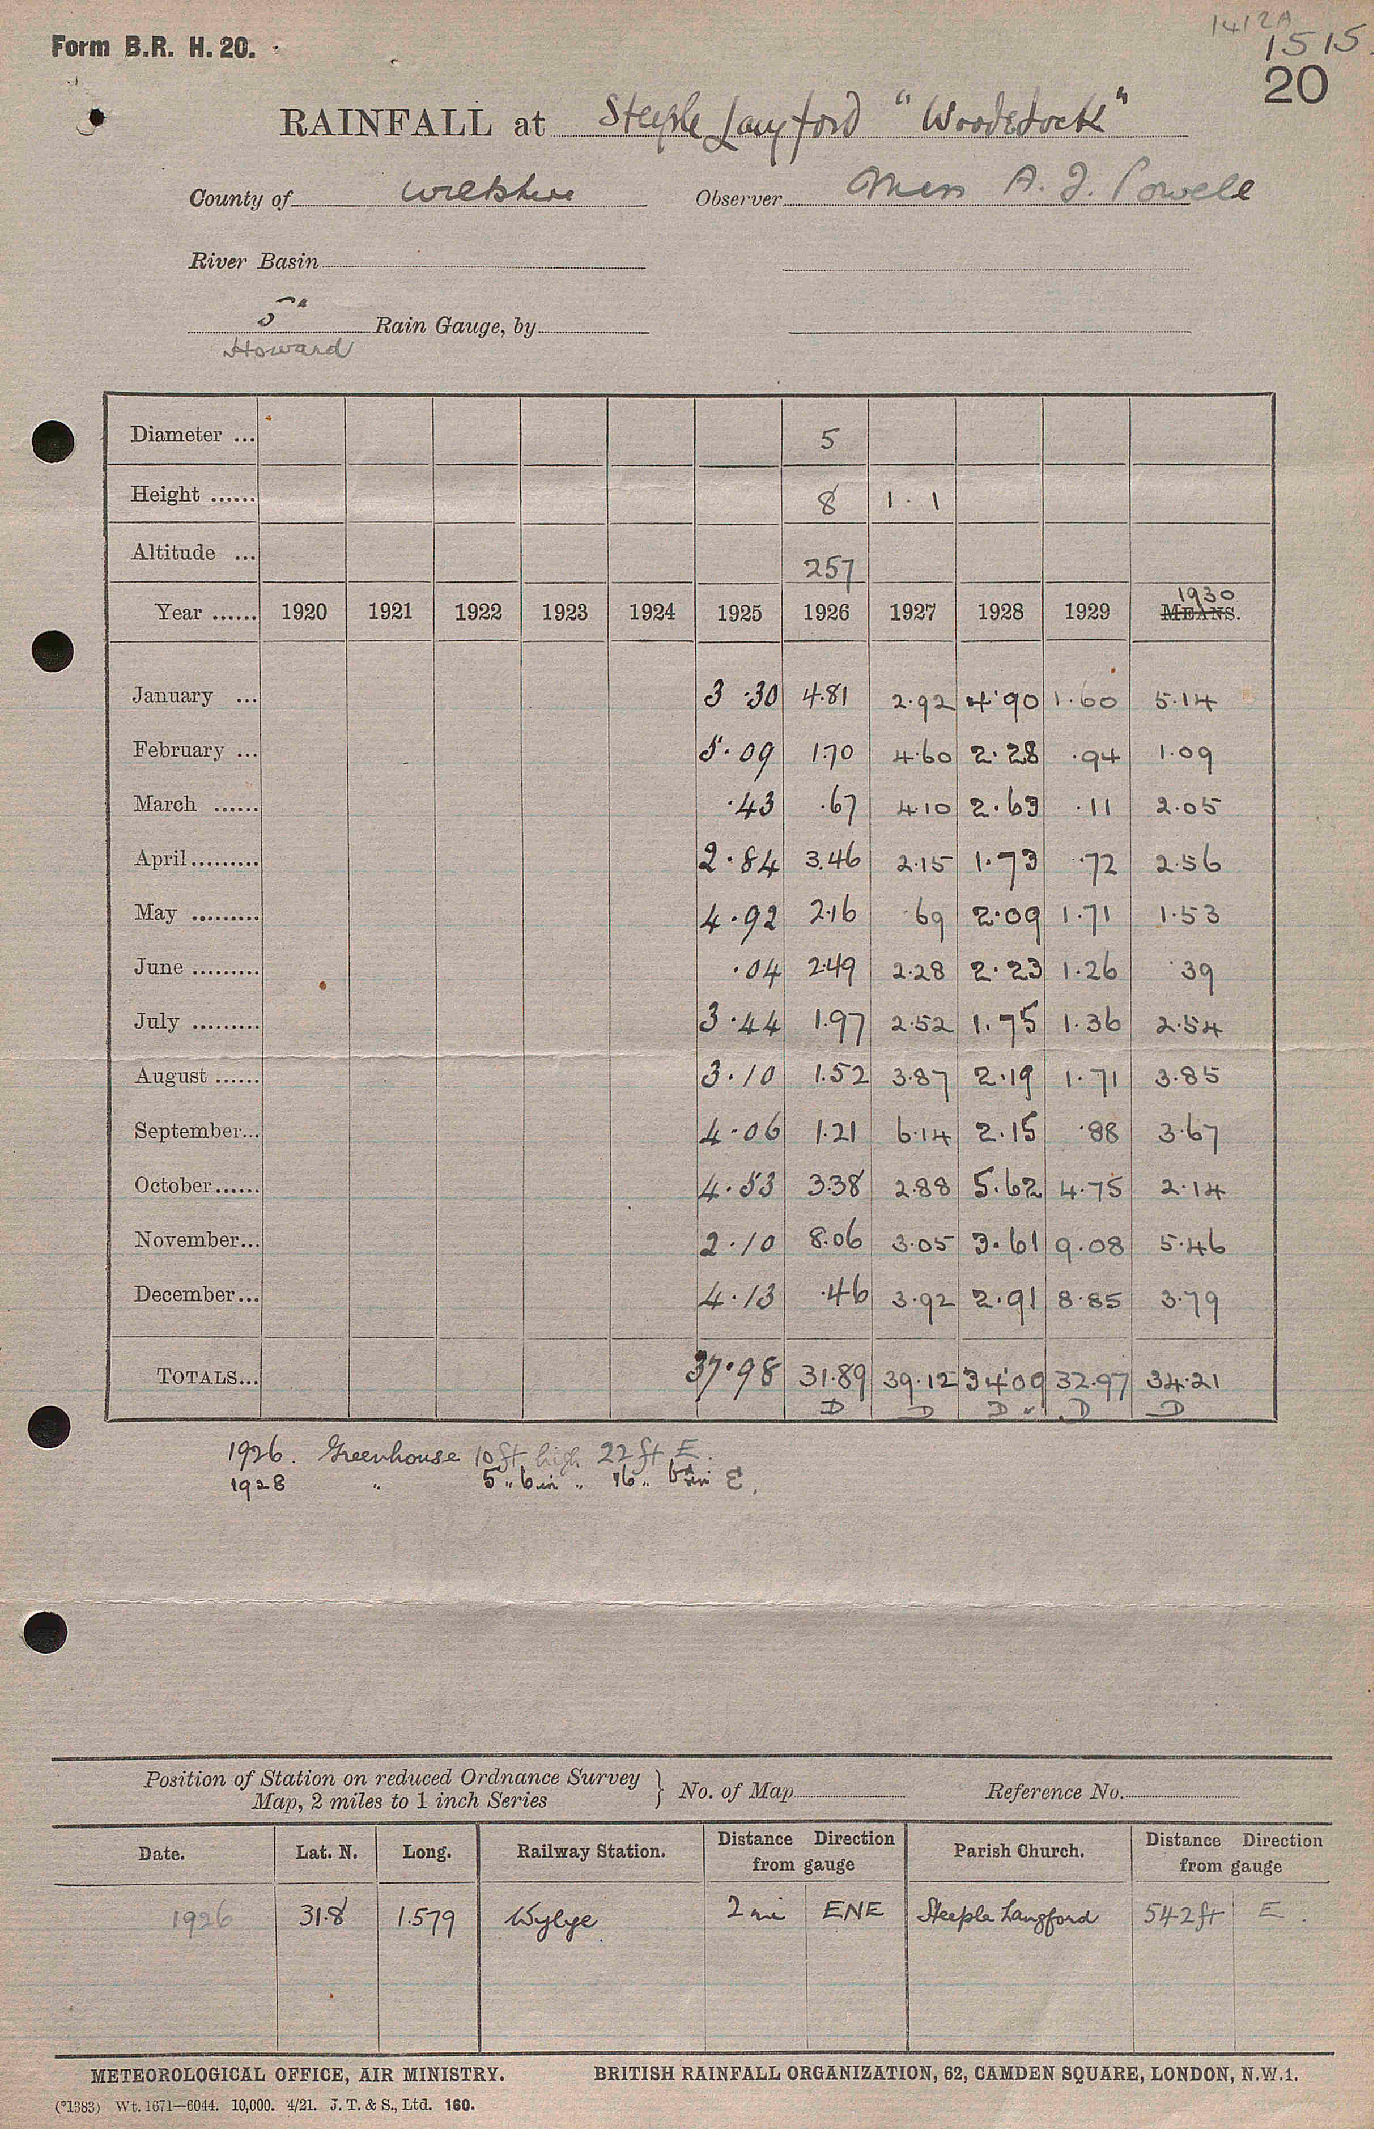 1412A
Form B.R. H. 20.
1515
20
RAINFALL at Steeple Langford "Woodstock"
County of Wiltshire Observer Miss A. J. Powell
River Basin
5" Rain Gauge, by
Howard
Diameter ... 5
Height ...... 8 1.1
Altitude ... 257
Year ...... 1920 1921 1922 1923 1924 1925 1926 1927 1928 1929 1930 MEANS.
January ... 3.30 4.81 2.92 4.90 1.60 5.14
February ... 5.09 1.70 4.60 2.28 .94 1.09
March ...... .43 .67 4.10 2.63 .11 2.05
April ......... 2.84 3.46 2.15 1.73 .72 2.56
May ......... 4.92 2.16 .69 2.09 1.71 1.53
June ......... .04 2.49 2.28 2.23 1.26 .39
July ......... 3.44 1.97 2.52 1.75 1.36 2.54
August ...... 3.10 1.52 3.87 2.19 1.71 3.85
September... 4.06 1.21 6.14 2.15 .88 3.67
October ...... 4.53 3.38 2.88 5.62 4.75 2.14
November... 2.10 8.06 3.05 3.61 9.08 5.46
December... 4.13 .46 3.92 2.91 8.85 3.79
TOTALS... 37.98 31.89 39.12 34.09 32.97 34.21
D D D D D
1926. Greenhouse 10 ft high 22 ft E.
1928 " 5 " 6 in " 16 " 6 in E.
Position of Station on reduced Ordnance Survey Map, 2 miles to 1 inch Series } No. of Map Reference No.
Date. Lat. N. Long. Railway Station. Distance Direction from gauge Parish Church. Distance Direction from gauge
1926 31.8 1.579 Wylye 2 mi ENE Steeple Langford 542 ft E.
METEOROLOGICAL OFFICE, AIR MINISTRY. BRITISH RAINFALL ORGANIZATION, 62, CAMDEN SQUARE, LONDON, N.W.1.
(*1383) Wt. 1671—6044. 10,000. 4/21. J. T. & S., Ltd. 160.